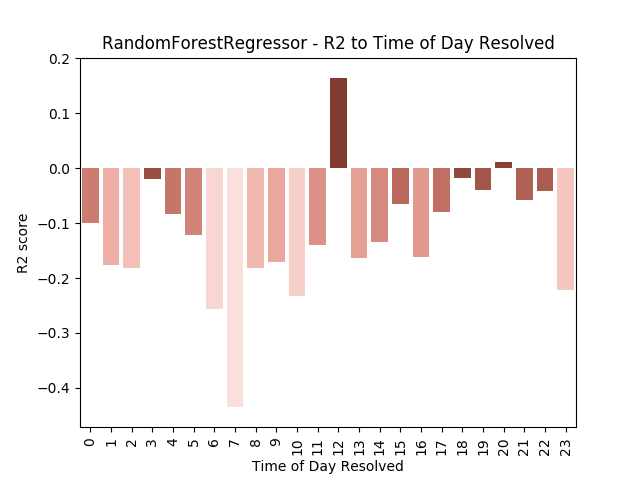 RandomForestRegressor - R2 to Time of Day Resolved
0.2
0.1
0.0
−0.1
−0.2
−0.3
−0.4
R2 score
0 1 2 3 4 5 6 7 8 9 10 11 12 13 14 15 16 17 18 19 20 21 22 23
Time of Day Resolved